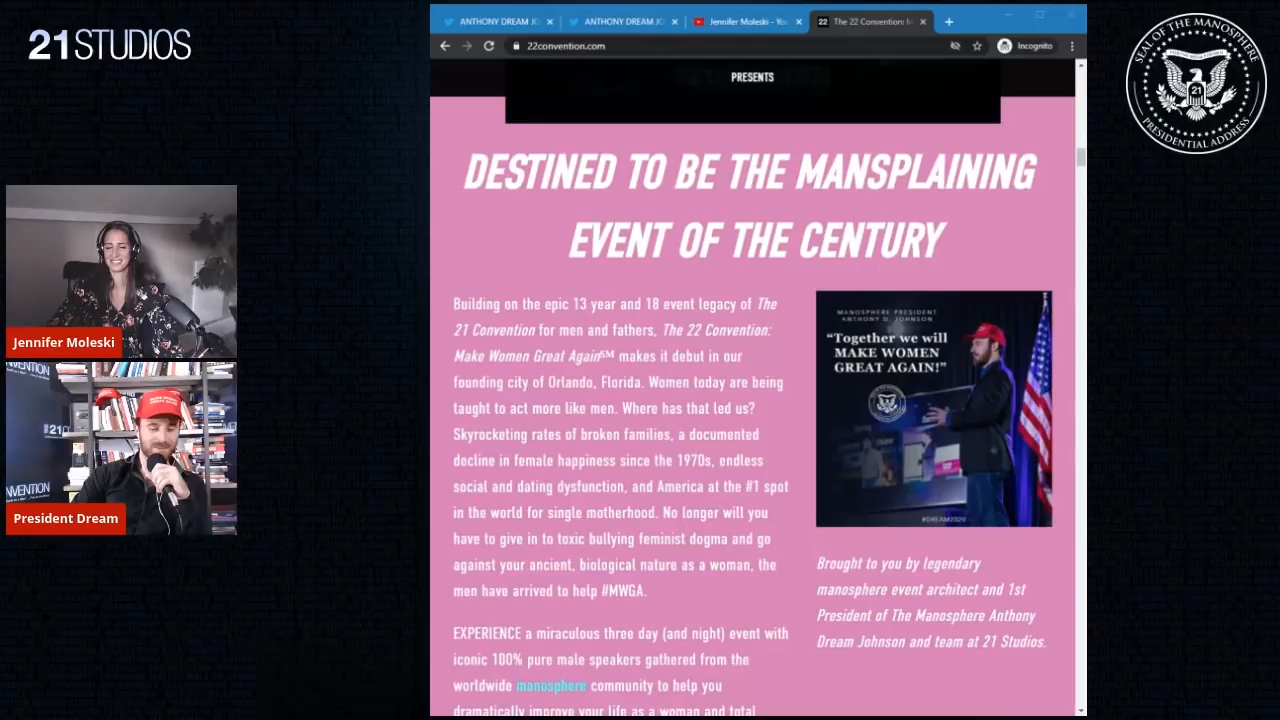 21STUDIOS
Jennifer Moleski
President Dream
ANTHONY DREAM JO
ANTHONY DREAM JO
Jennifer Moleski - Yo
22 The 22 Convention:
22convention.com
Incognito
PRESENTS
DESTINED TO BE THE MANSPLAINING
EVENT OF THE CENTURY
Building on the epic 13 year and 18 event legacy of The
21 Convention for men and fathers, The 22 Convention:
Make Women Great Again℠ makes it debut in our
founding city of Orlando, Florida. Women today are being
taught to act more like men. Where has that led us?
Skyrocketing rates of broken families, a documented
decline in female happiness since the 1970s, endless
social and dating dysfunction, and America at the #1 spot
in the world for single motherhood. No longer will you
have to give in to toxic bullying feminist dogma and go
against your ancient, biological nature as a woman, the
men have arrived to help #MWGA.
EXPERIENCE a miraculous three day (and night) event with
iconic 100% pure male speakers gathered from the
worldwide manosphere community to help you
dramatically improve your life as a woman and total
MANOSPHERE PRESIDENT
ANTHONY D. JOHNSON
“Together we will
MAKE WOMEN
GREAT AGAIN!”
#DREAM2020
Brought to you by legendary
manosphere event architect and 1st
President of The Manosphere Anthony
Dream Johnson and team at 21 Studios.
SEAL OF THE MANOSPHERE
21
PRESIDENTIAL ADDRESS